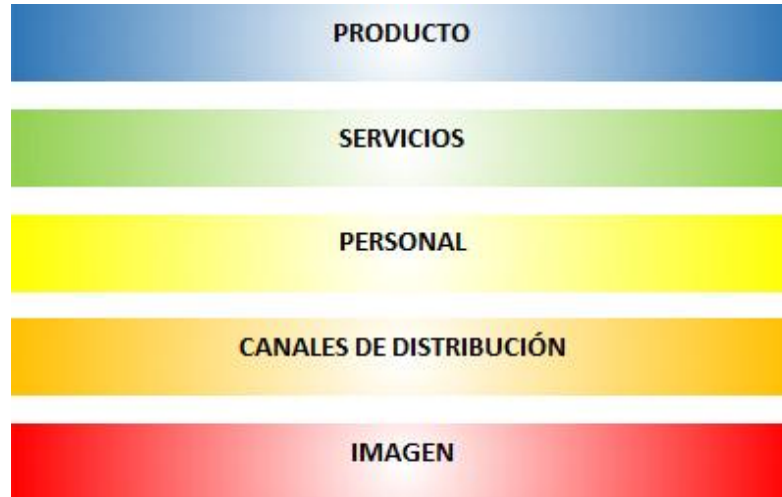 PRODUCTO
SERVICIOS
PERSONAL
CANALES DE DISTRIBUCIÓN
IMAGEN